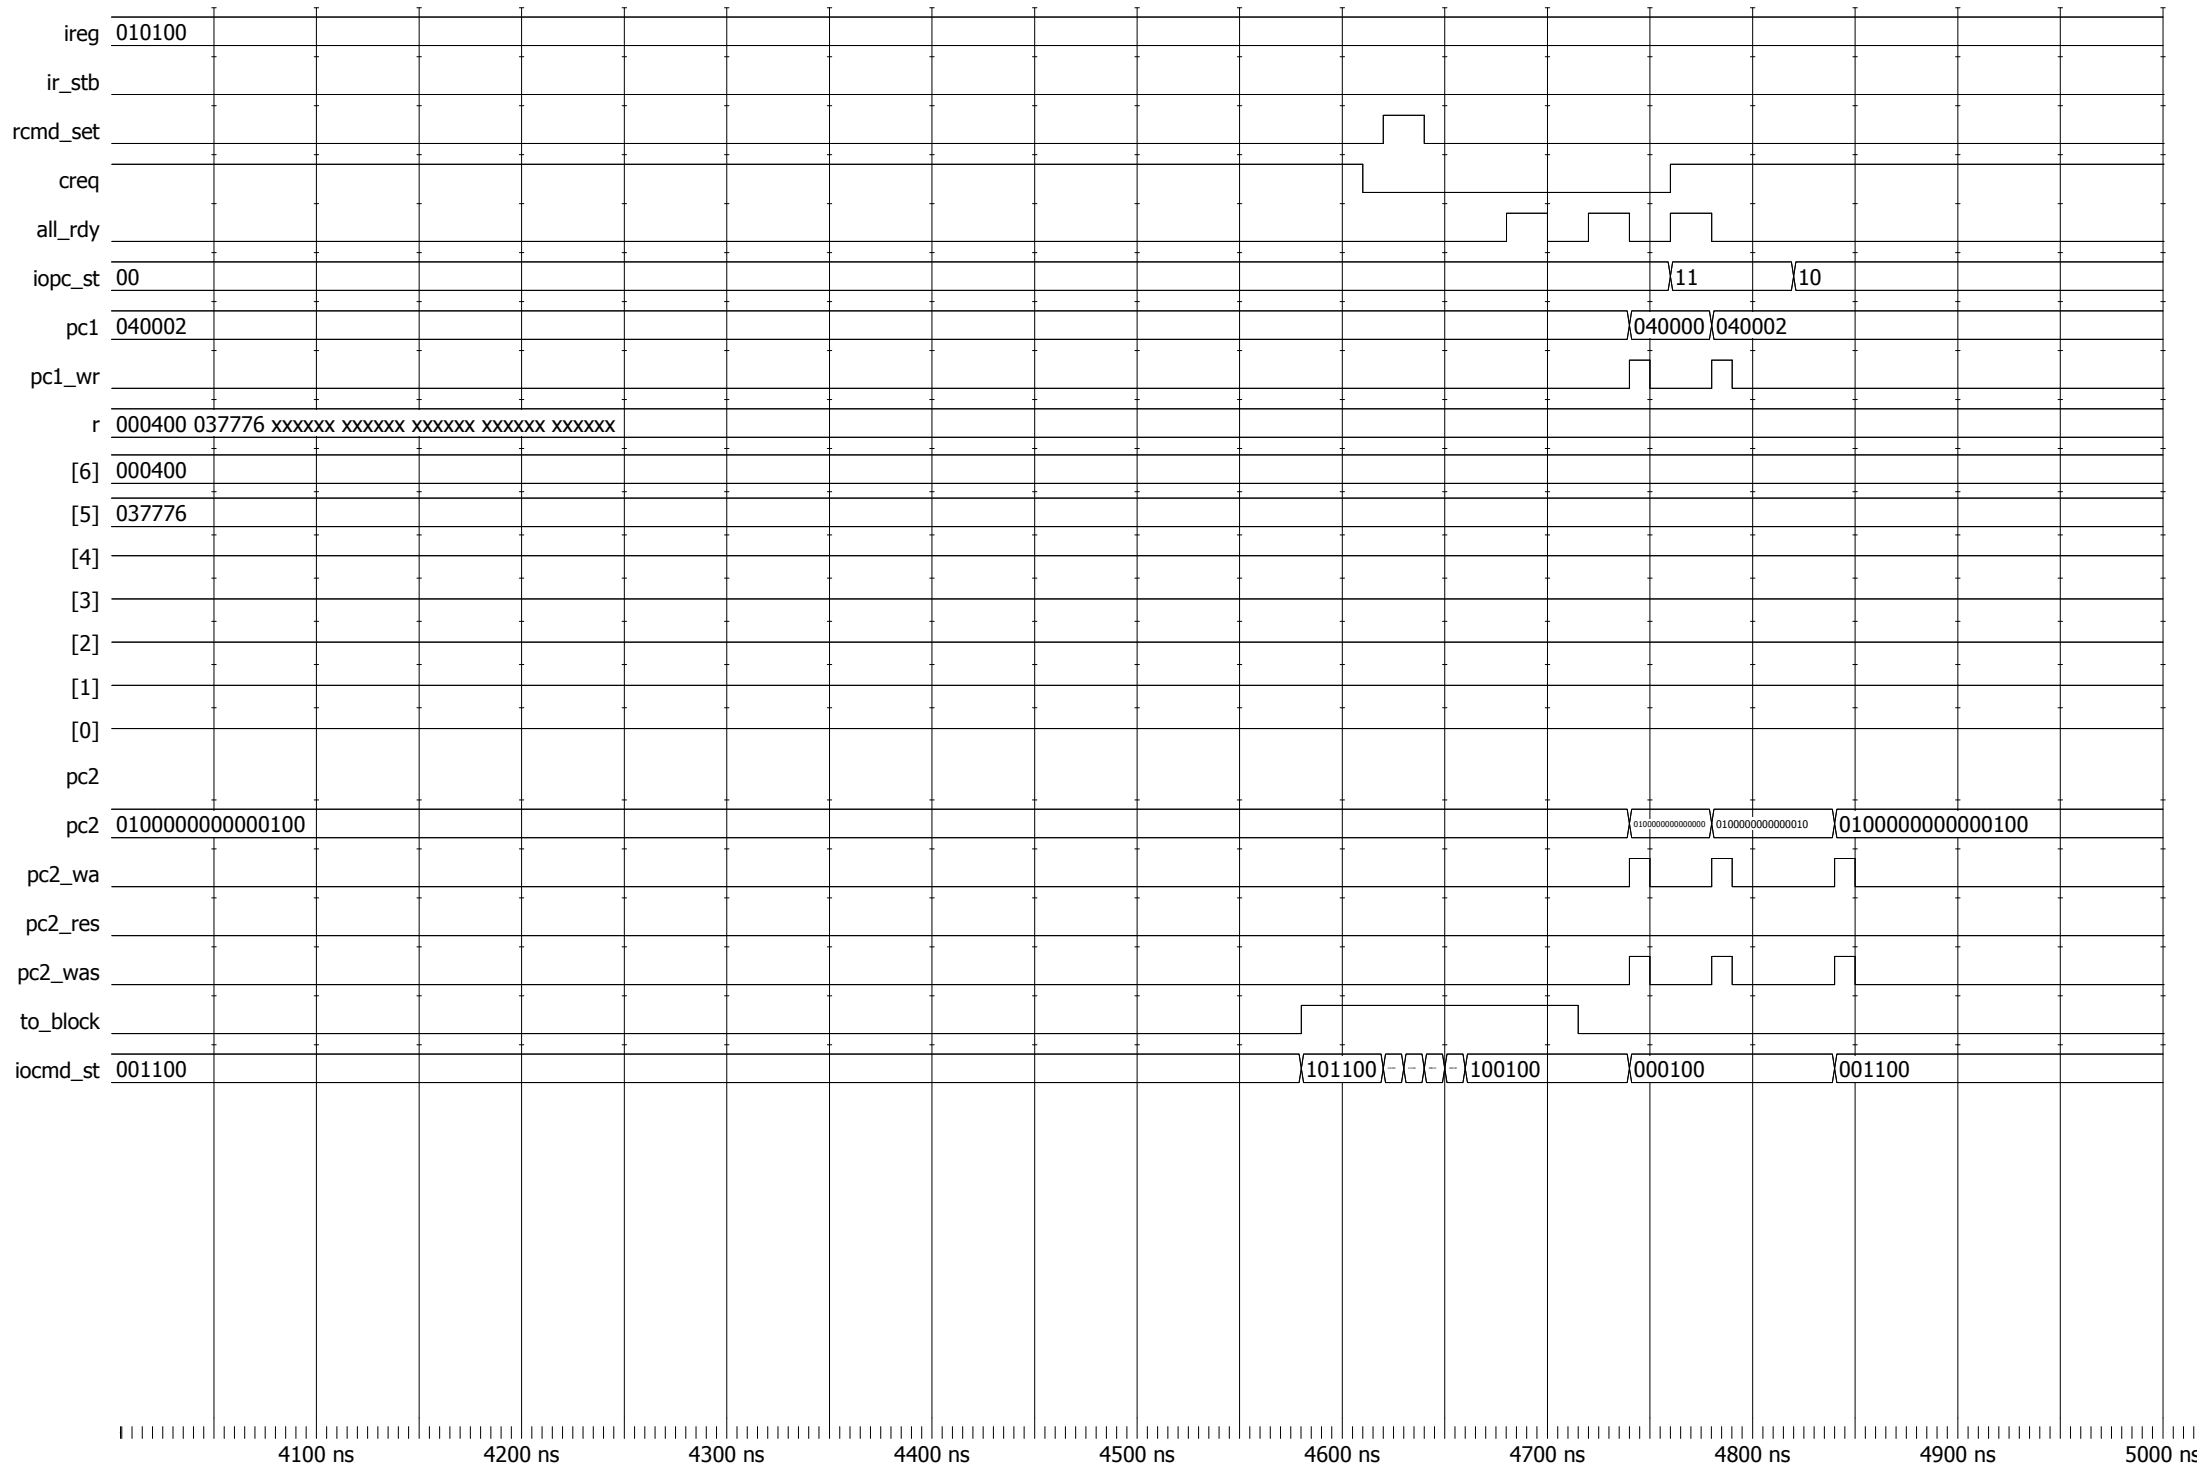 ireg 010100
ir_stb
rcmd_set
creq
all_rdy
iopc_st 00 11 10
pc1 040002 040000 040002
pc1_wr
r 000400 037776 xxxxxx xxxxxx xxxxxx xxxxxx xxxxxx
[6] 000400
[5] 037776
[4]
[3]
[2]
[1]
[0]
pc2
pc2 0100000000000100 0100000000000000 0100000000000010 0100000000000100
pc2_wa
pc2_res
pc2_was
to_block
iocmd_st 001100 101100 100100 000100 001100
4100 ns 4200 ns 4300 ns 4400 ns 4500 ns 4600 ns 4700 ns 4800 ns 4900 ns 5000 ns